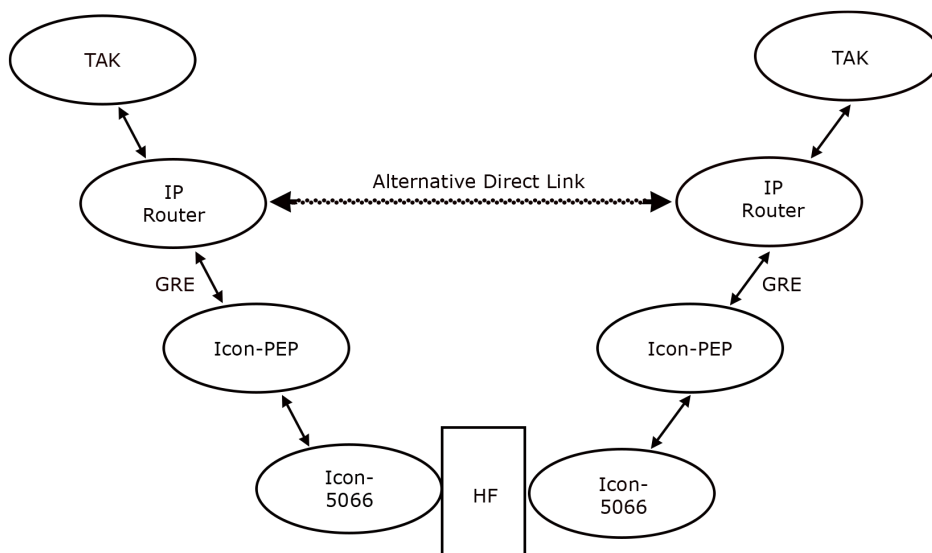 TAK
TAK
Alternative Direct Link
IP
Router
IP
Router
GRE
GRE
Icon-PEP
Icon-PEP
Icon-
5066
HF
Icon-
5066